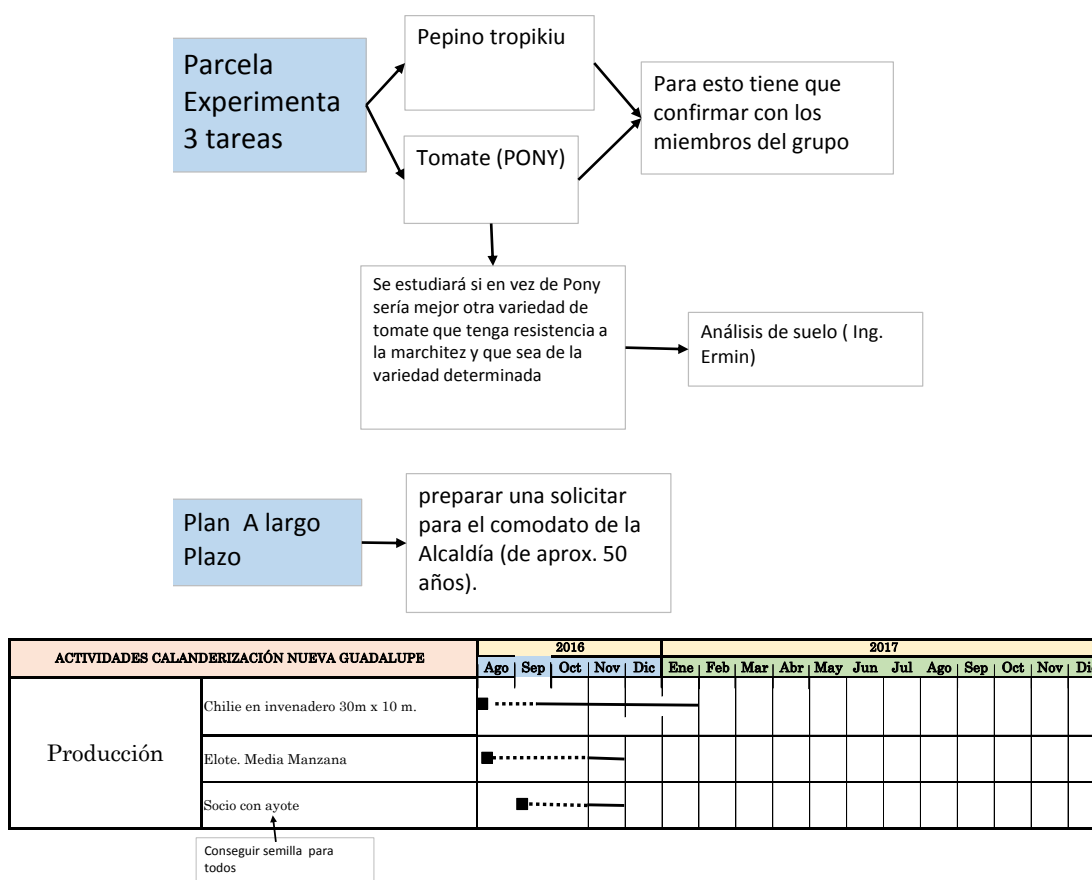 Parcela
Experimenta
3 tareas
Pepino tropikiu
Tomate (PONY)
Para esto tiene que
confirmar con los
miembros del grupo
Se estudiará si en vez de Pony
sería mejor otra variedad de
tomate que tenga resistencia a
la marchitez y que sea de la
variedad determinada
Análisis de suelo ( Ing.
Ermin)
Plan A largo
Plazo
preparar una solicitar
para el comodato de la
Alcaldía (de aprox. 50
años).
ACTIVIDADES CALANDERIZACIÓN NUEVA GUADALUPE
2016
2017
Ago Sep Oct Nov Dic Ene Feb Mar Abr May Jun Jul Ago Sep Oct Nov Dic
Producción
Chilie en invenadero 30m x 10 m.
Elote. Media Manzana
Socio con ayote
Conseguir semilla para
todos